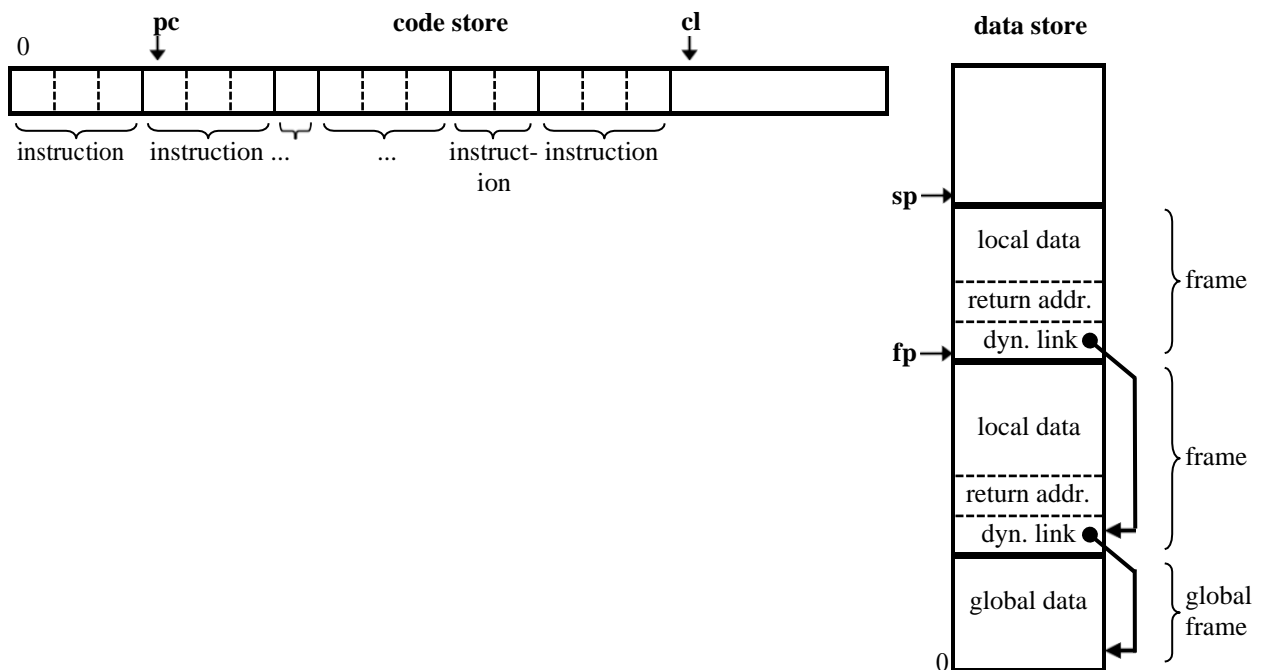 pc code store cl
0
instruction instruction ... ... instruct- instruction
ion
data store
sp
local data
return addr.
frame
fp
dyn. link
local data
return addr.
frame
dyn. link
global data
global
frame
0